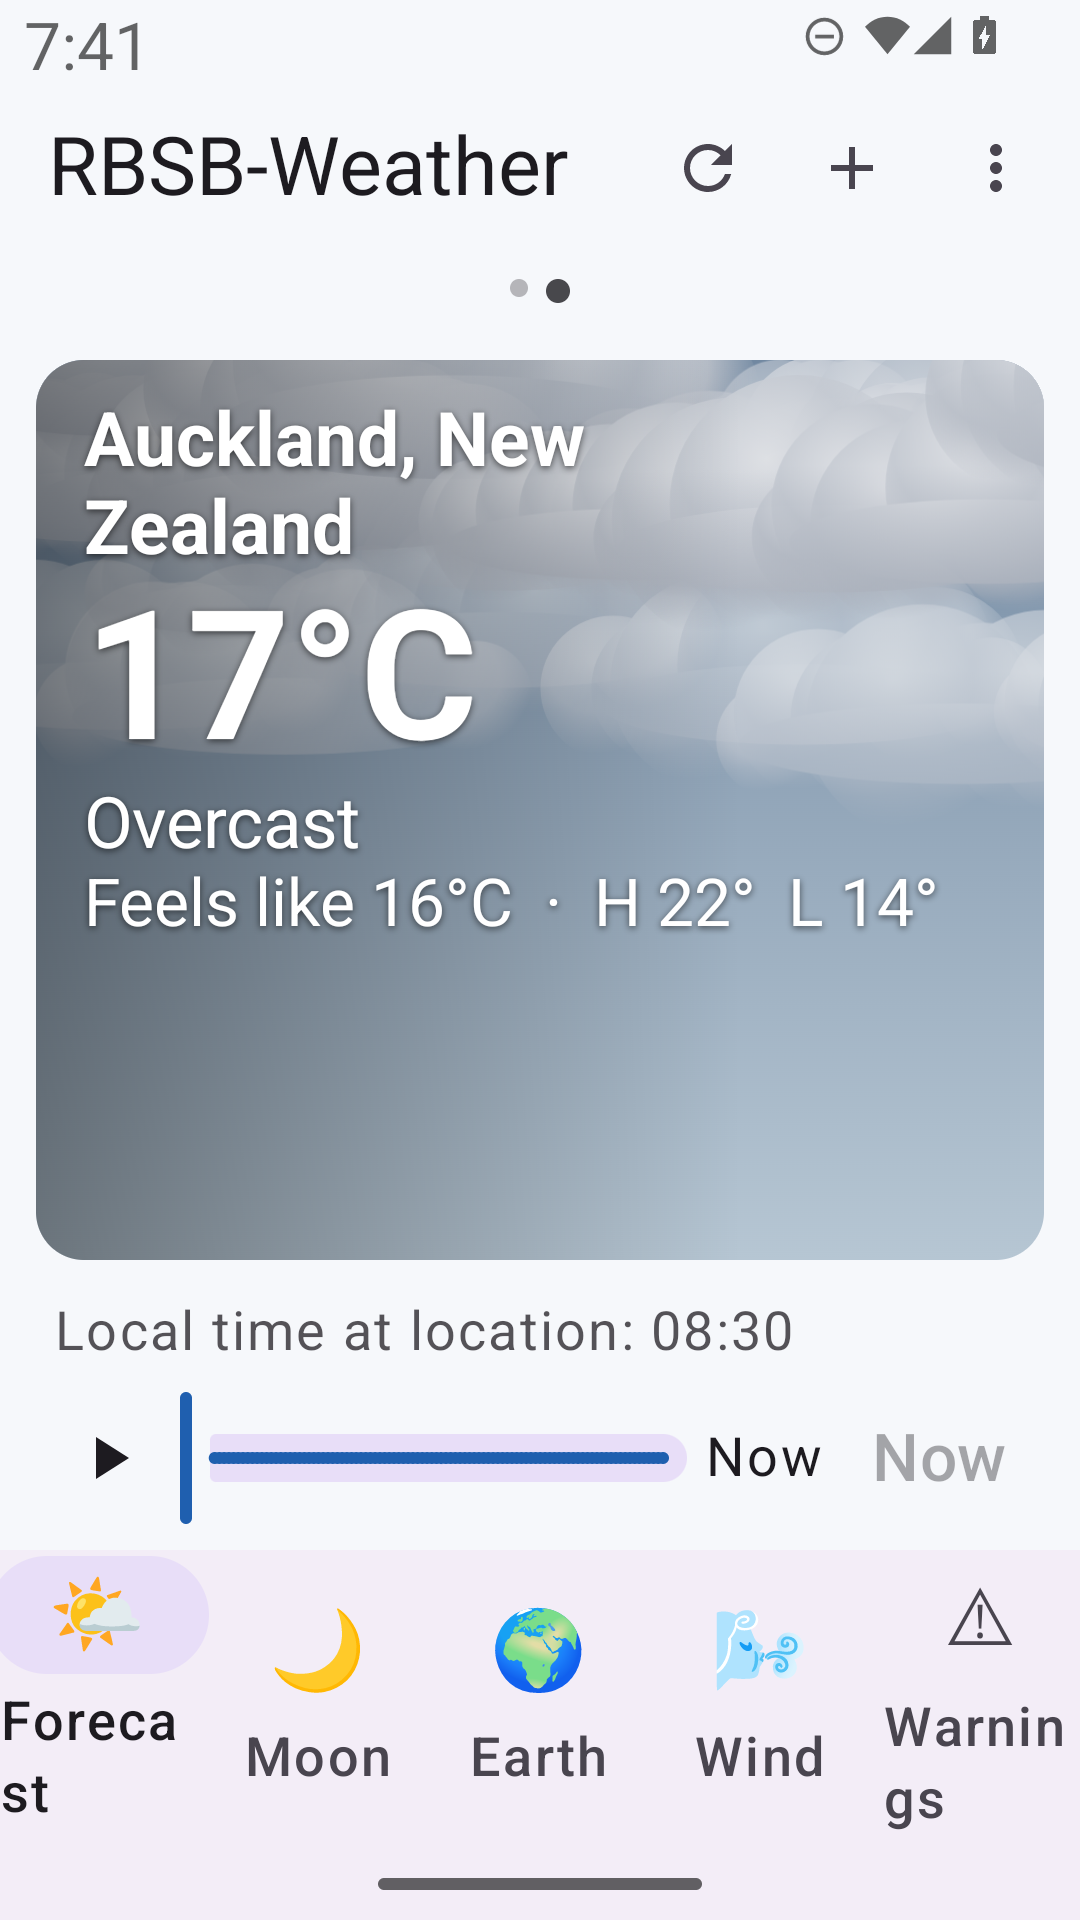 7:41
RBSB-Weather
Auckland, New
Zealand
17°C
Overcast
Feels like 16°C · H 22° L 14°
Local time at location: 08:30
Now Now
Foreca
st
Moon
Earth
Wind
Warnin
gs